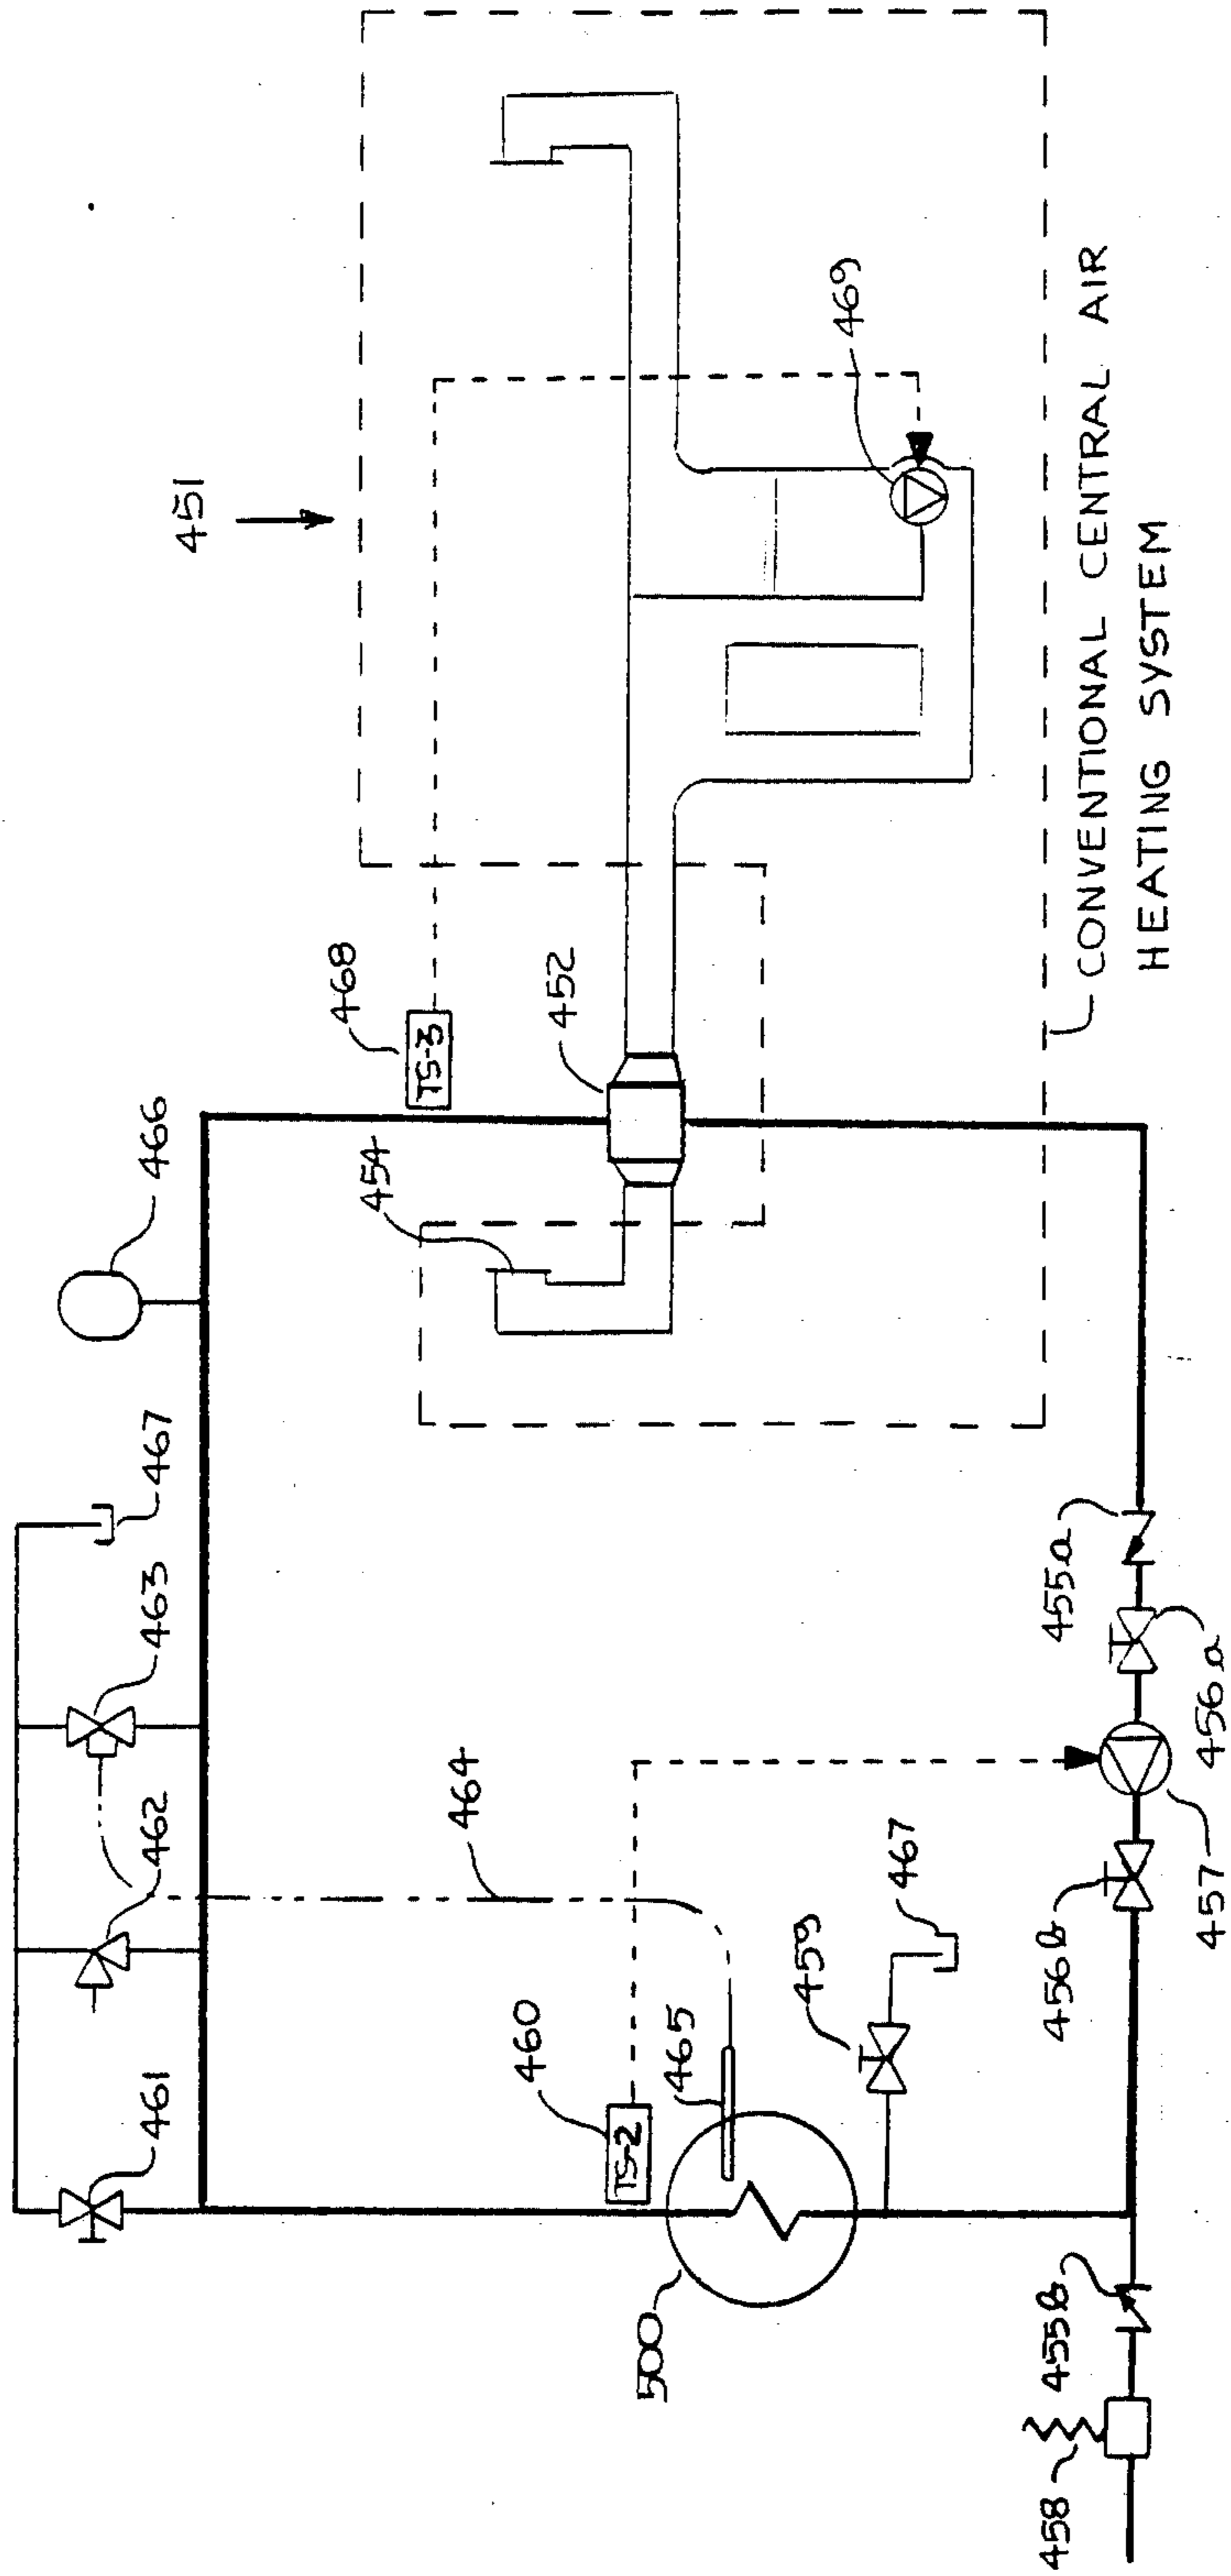 451
466
467
463
462
461
468
TS-3
452
454
469
464
460
TS-2
465
459
467
500
455a
456a
457
456b
455b
458
CONVENTIONAL CENTRAL AIR
HEATING SYSTEM